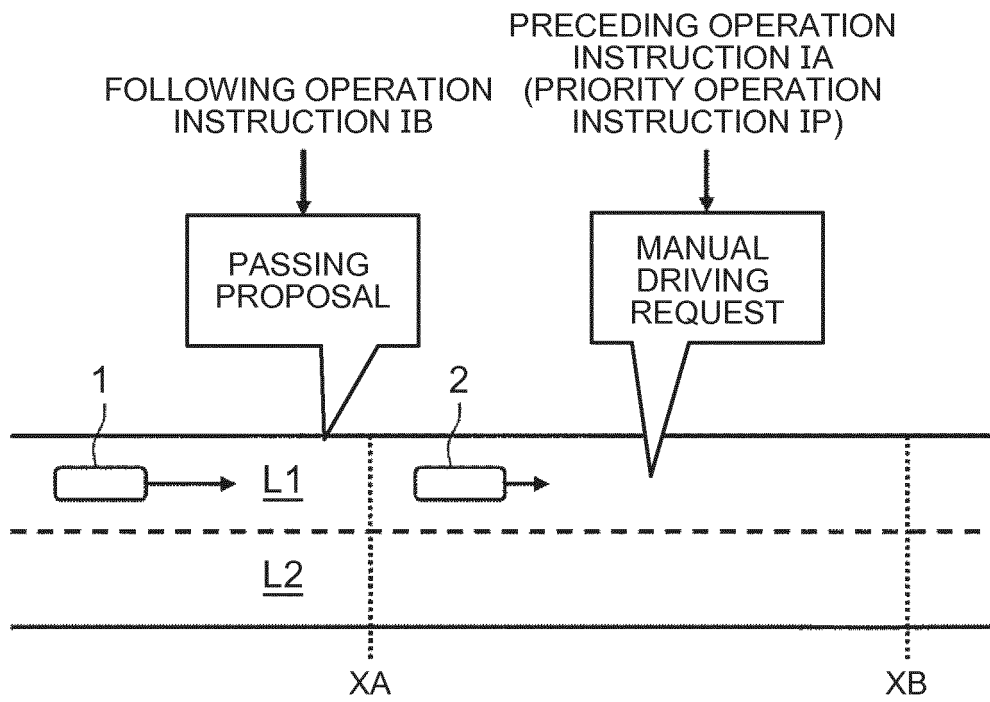 PRECEDING OPERATION
INSTRUCTION IA
(PRIORITY OPERATION
INSTRUCTION IP)
FOLLOWING OPERATION
INSTRUCTION IB
PASSING
PROPOSAL
MANUAL
DRIVING
REQUEST
1
2
L1
L2
XA
XB